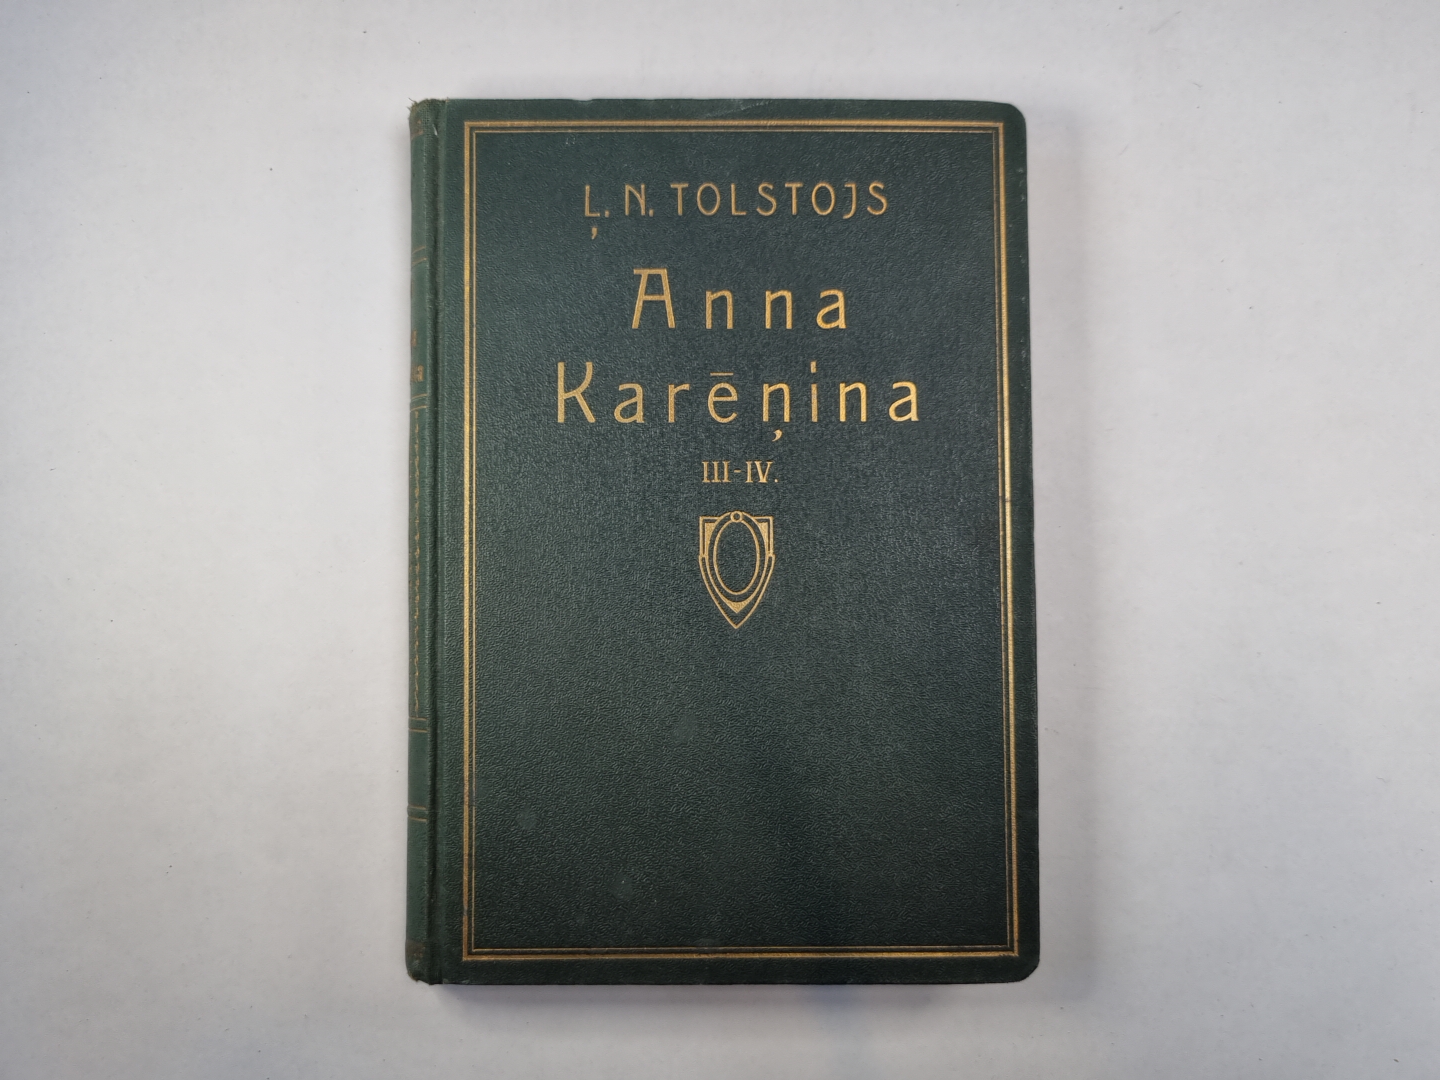 Ļ. N. TOLSTOJS
Anna
Karēņina
III-IV.